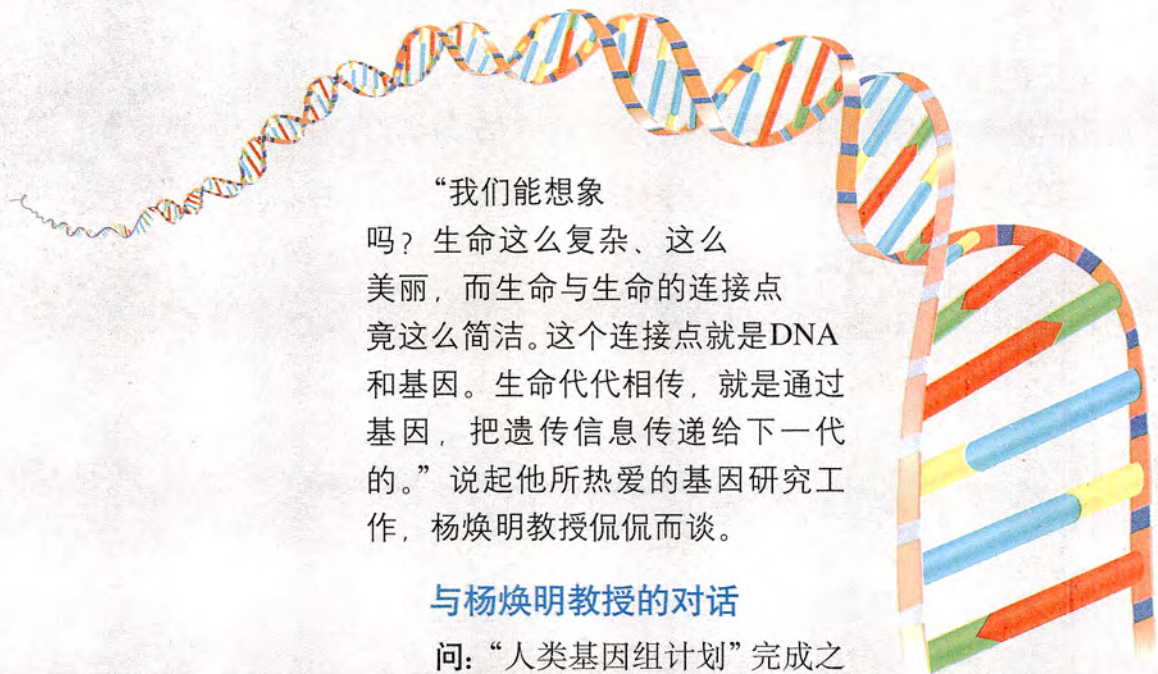 “我们能想象
吗？生命这么复杂、这么
美丽，而生命与生命的连接点
竟这么简洁。这个连接点就是DNA
和基因。生命代代相传，就是通过
基因，把遗传信息传递给下一代
的。”说起他所热爱的基因研究工
作，杨焕明教授侃侃而谈。
与杨焕明教授的对话
问：“人类基因组计划”完成之